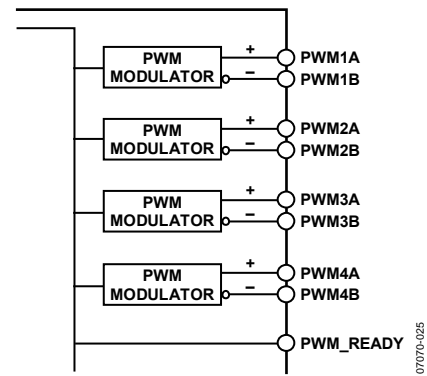 PWM
MODULATOR
+
PWM1A
−
PWM1B
PWM
MODULATOR
+
PWM2A
−
PWM2B
PWM
MODULATOR
+
PWM3A
−
PWM3B
PWM
MODULATOR
+
PWM4A
−
PWM4B
PWM_READY
07070-025